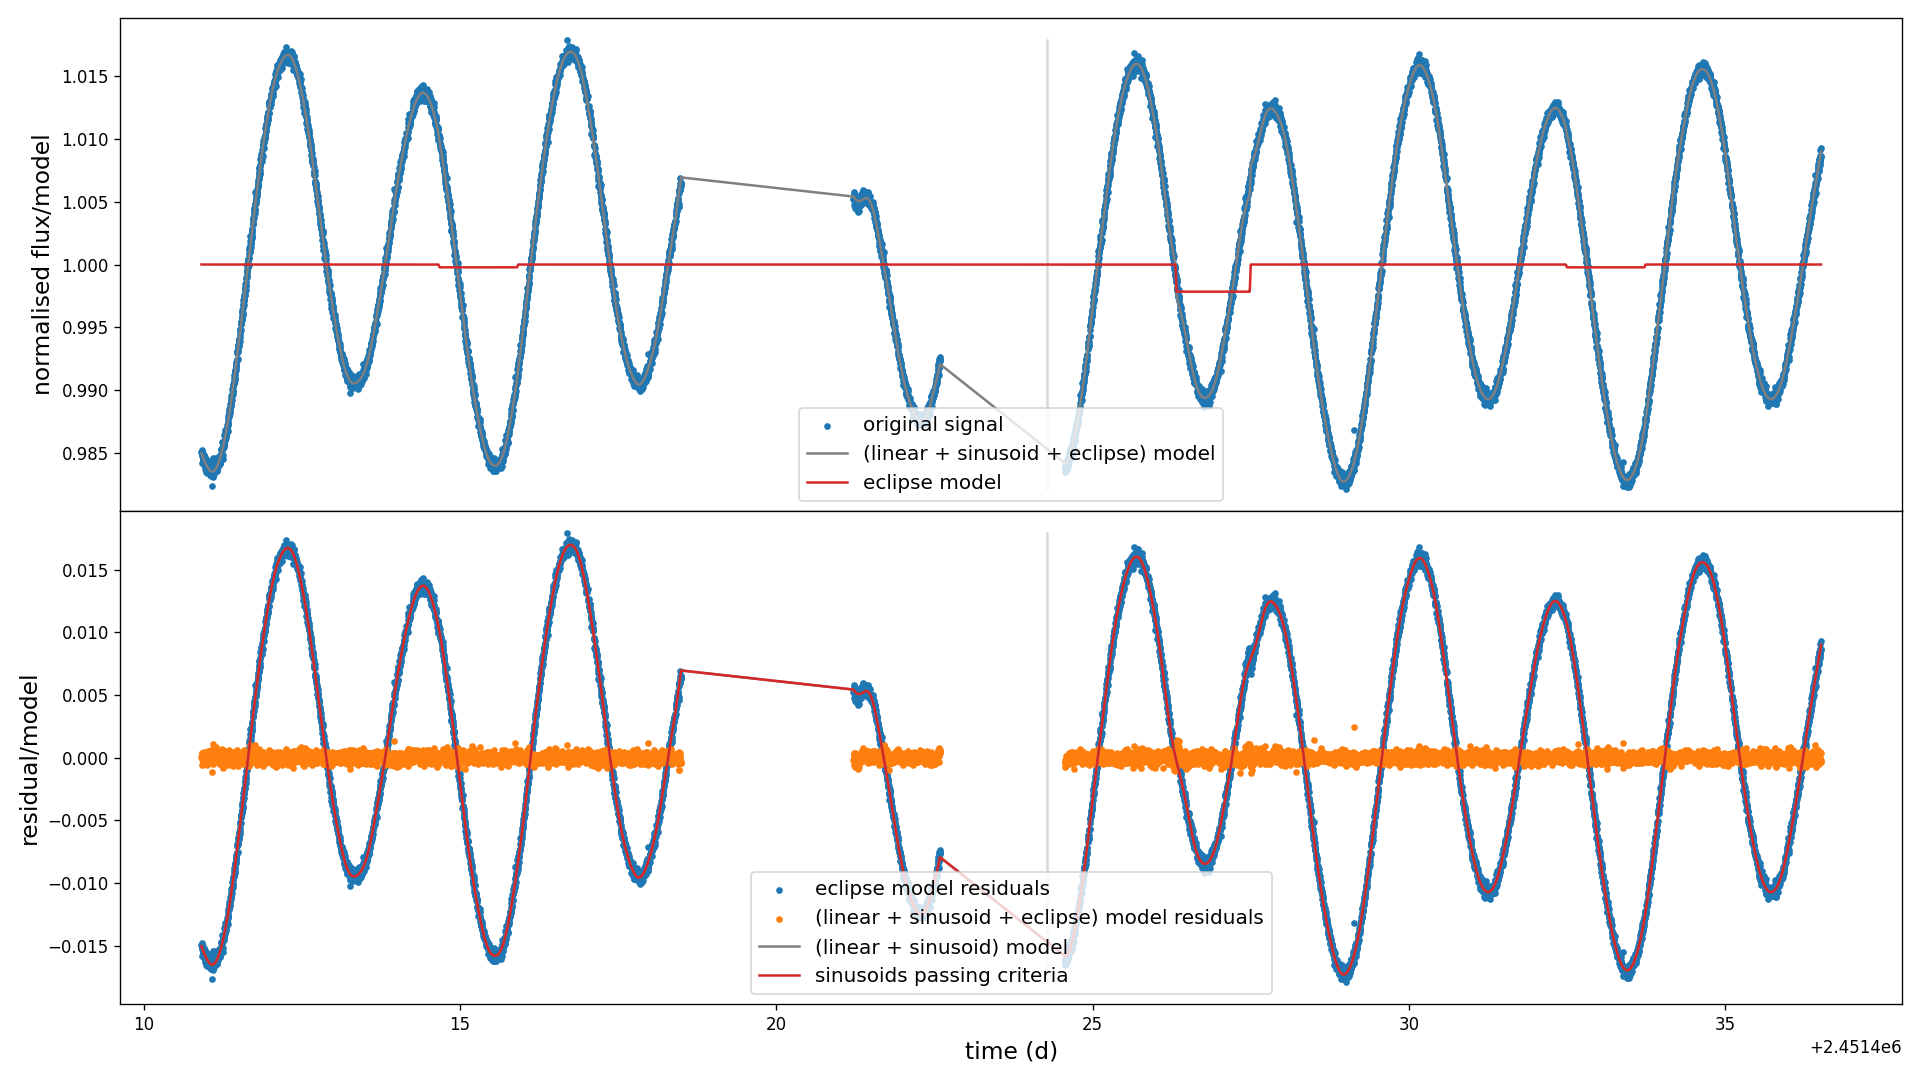 normalised flux/model
1.015
1.010
1.005
1.000
0.995
0.990
0.985
original signal
(linear + sinusoid + eclipse) model
eclipse model
residual/model
0.015
0.010
0.005
0.000
−0.005
−0.010
−0.015
eclipse model residuals
(linear + sinusoid + eclipse) model residuals
(linear + sinusoid) model
sinusoids passing criteria
10 15 20 25 30 35
time (d)
+2.4514e6